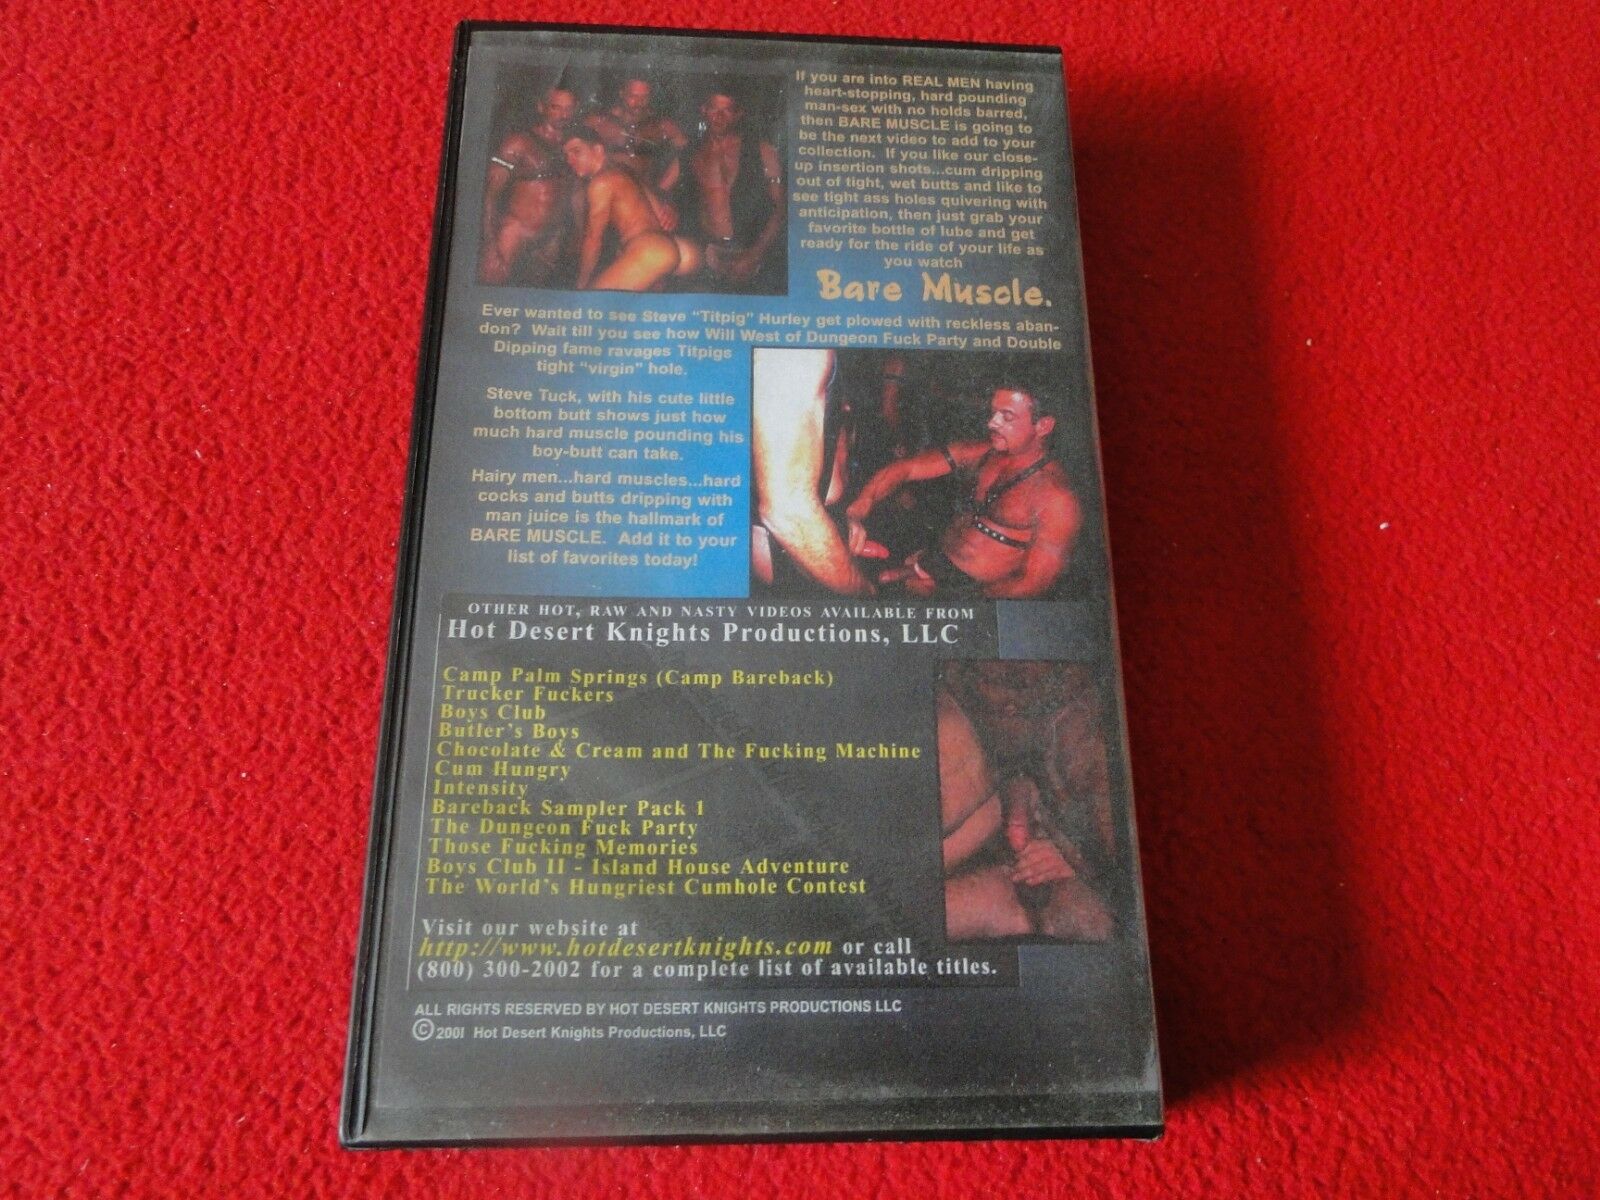 If you are into REAL MEN having
heart-stopping, hard pounding
man-sex with no holds barred,
then BARE MUSCLE is going to
be the next video to add to your
collection. If you like our close-
up insertion shots...cum dripping
out of tight, wet butts and like to
see tight ass holes quivering with
anticipation, then just grab your
favorite bottle of lube and get
ready for the ride of your life as
you watch
Bare Muscle.
Ever wanted to see Steve "Titpig" Hurley get plowed with reckless aban-
don? Wait till you see how Will West of Dungeon Fuck Party and Double
Dipping fame ravages Titpigs
tight "virgin" hole.
Steve Tuck, with his cute little
bottom butt shows just how
much hard muscle pounding his
boy-butt can take.
Hairy men...hard muscles...hard
cocks and butts dripping with
man juice is the hallmark of
BARE MUSCLE. Add it to your
list of favorites today!
OTHER HOT, RAW AND NASTY VIDEOS AVAILABLE FROM
Hot Desert Knights Productions, LLC
Camp Palm Springs (Camp Bareback)
Trucker Fuckers
Boys Club
Butler's Boys
Chocolate & Cream and The Fucking Machine
Cum Hungry
Intensity
Bareback Sampler Pack 1
The Dungeon Fuck Party
Those Fucking Memories
Boys Club II - Island House Adventure
The World's Hungriest Cumhole Contest
Visit our website at
http://www.hotdesertknights.com or call
(800) 300-2002 for a complete list of available titles.
ALL RIGHTS RESERVED BY HOT DESERT KNIGHTS PRODUCTIONS LLC
© 2001 Hot Desert Knights Productions, LLC